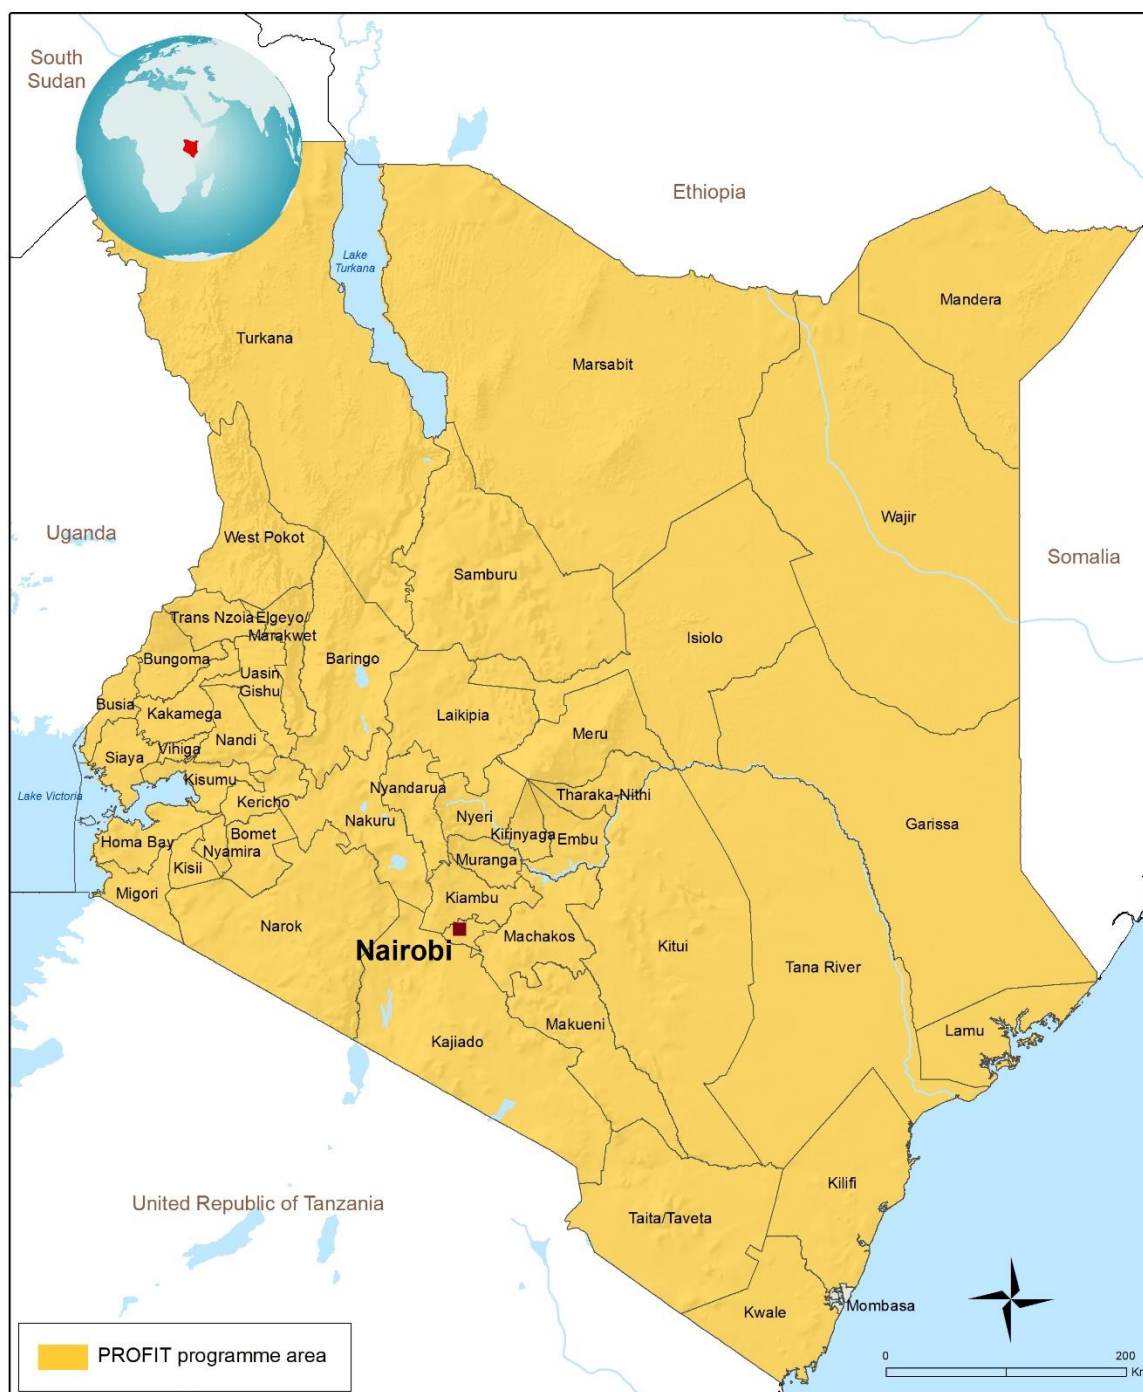 South
Sudan
Ethiopia
Lake
Turkana
Mandera
Turkana
Marsabit
Wajir
Uganda
West Pokot
Somalia
Samburu
Trans Nzoia
Elgeyo/
Marakwet
Isiolo
Bungoma
Baringo
Uasin
Gishu
Busia
Kakamega
Laikipia
Nandi
Meru
Vihiga
Siaya
Kisumu
Nyandarua
Lake Victoria
Kericho
Tharaka-Nithi
Nakuru
Nyeri
Garissa
Bomet
Kirinyaga
Embu
Homa Bay
Nyamira
Muranga
Kisii
Migori
Kiambu
Narok
Machakos
Nairobi
Kitui
Tana River
Makueni
Lamu
Kajiado
Kilifi
United Republic of Tanzania
Taita/Taveta
Kwale
Mombasa
PROFIT programme area
0 200
Km